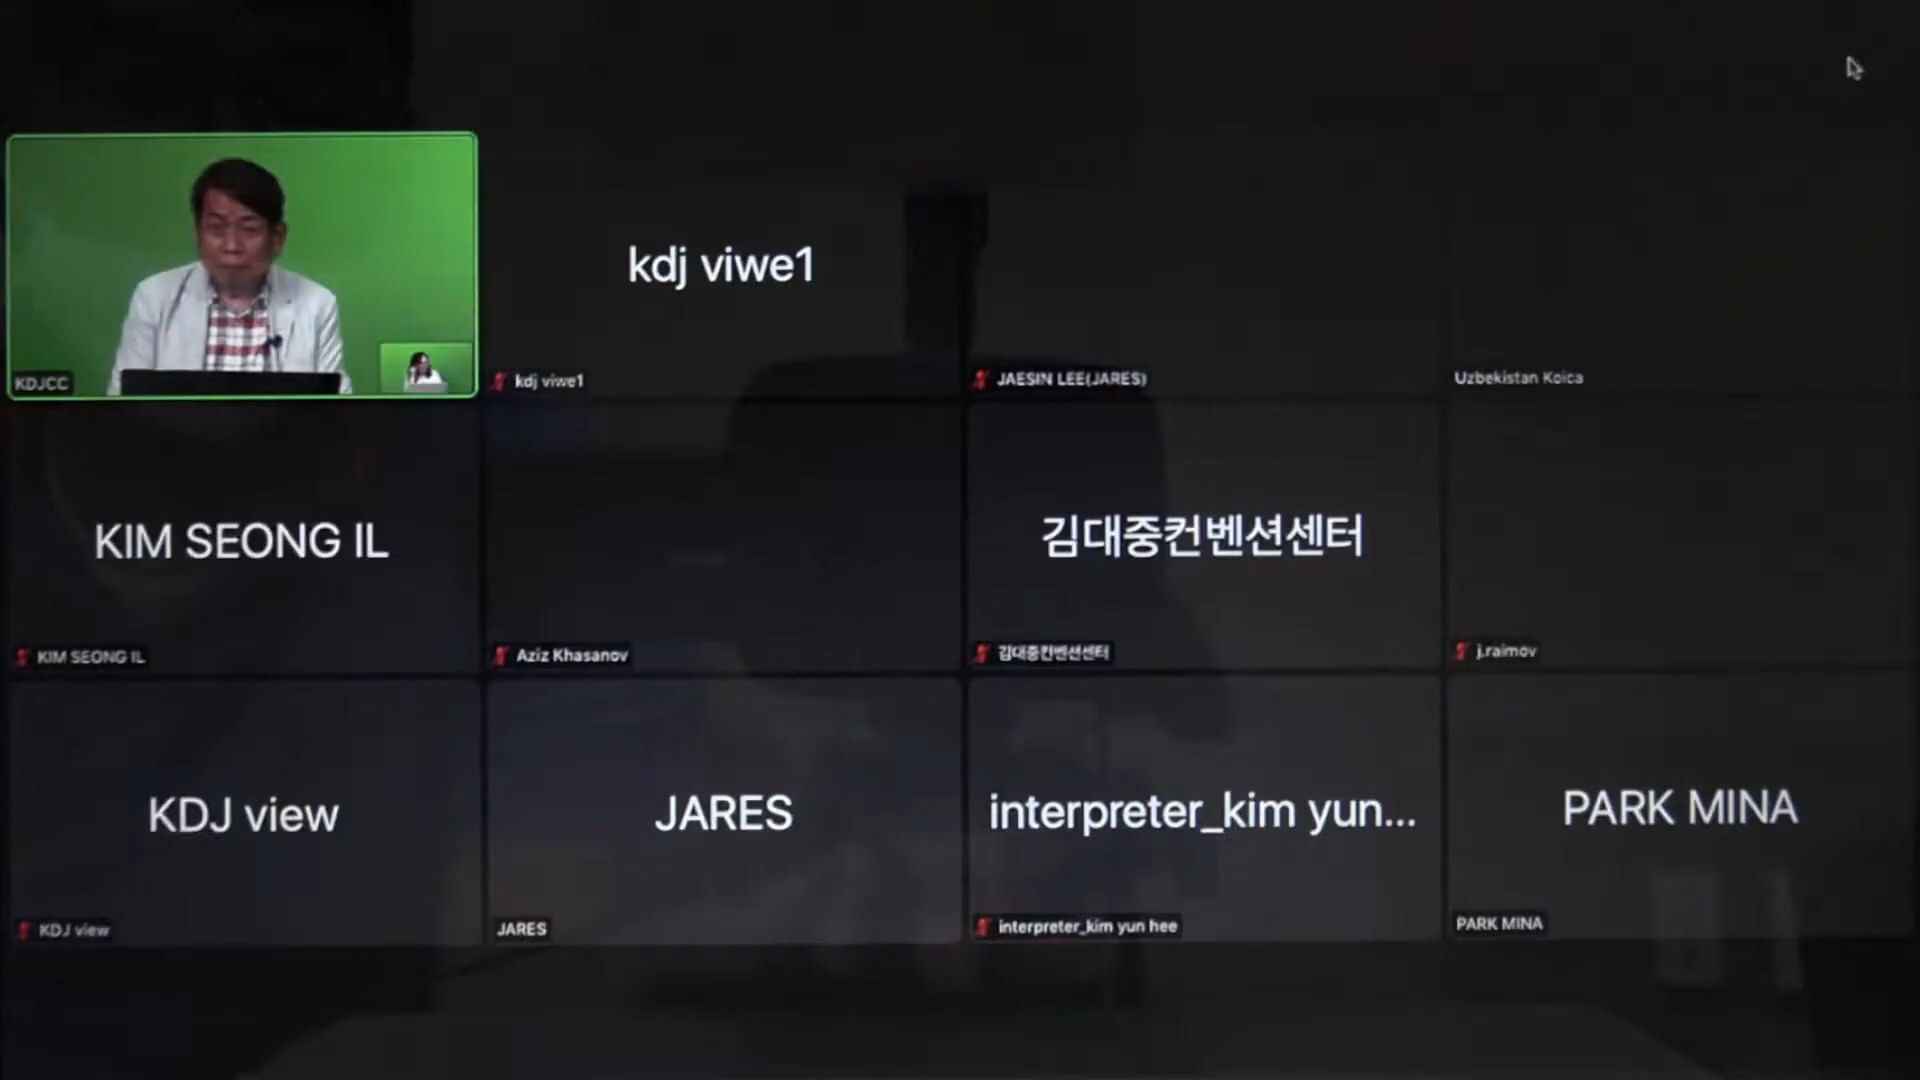 KDJCC
kdj viwe1
kdj viwe1
JAESIN LEE(JARES)
Uzbekistan Koica
KIM SEONG IL
KIM SEONG IL
Aziz Khasanov
김대중컨벤션센터
김대중컨벤션센터
j.raimov
KDJ view
KDJ view
JARES
JARES
interpreter_kim yun...
interpreter_kim yun hee
PARK MINA
PARK MINA